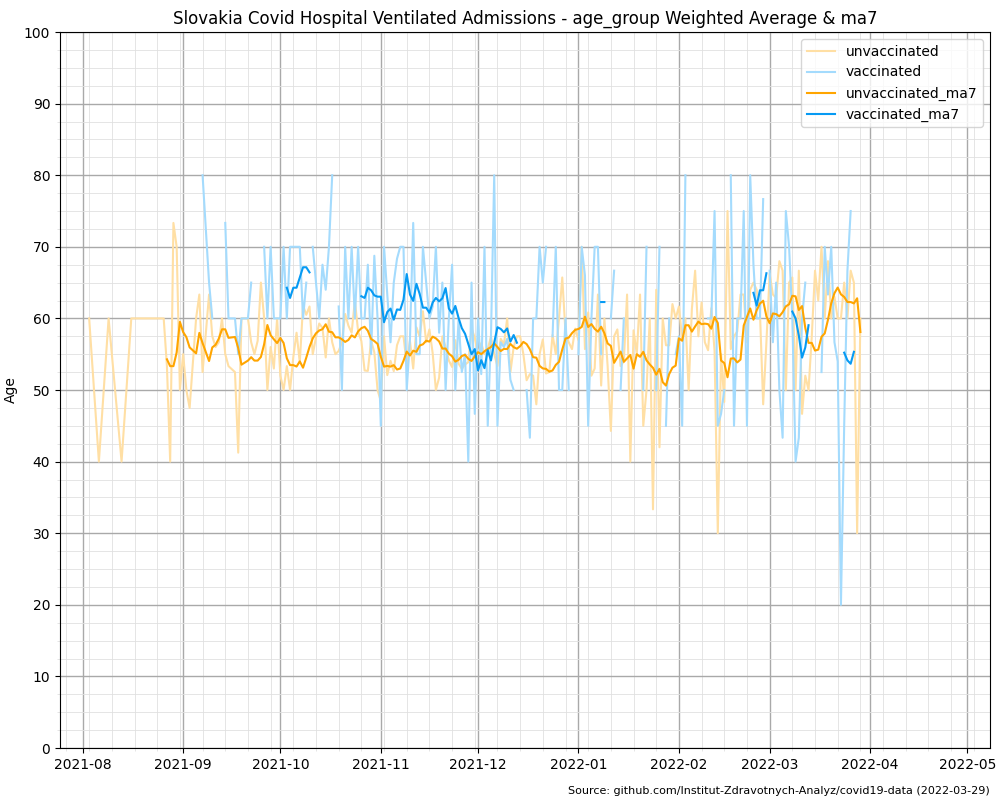 Slovakia Covid Hospital Ventilated Admissions - age_group Weighted Average & ma7
unvaccinated
vaccinated
unvaccinated_ma7
vaccinated_ma7
Age
100
90
80
70
60
50
40
30
20
10
0
2021-08 2021-09 2021-10 2021-11 2021-12 2022-01 2022-02 2022-03 2022-04 2022-05
Source: github.com/Institut-Zdravotnych-Analyz/covid19-data (2022-03-29)